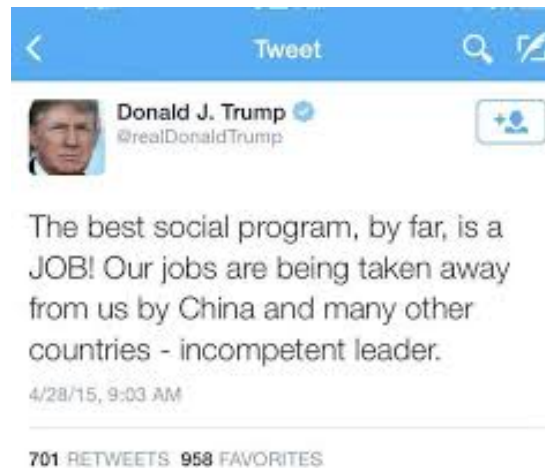 Tweet
Donald J. Trump
@realDonaldTrump
The best social program, by far, is a
JOB! Our jobs are being taken away
from us by China and many other
countries - incompetent leader.
4/28/15, 9:03 AM
701 RETWEETS 958 FAVORITES